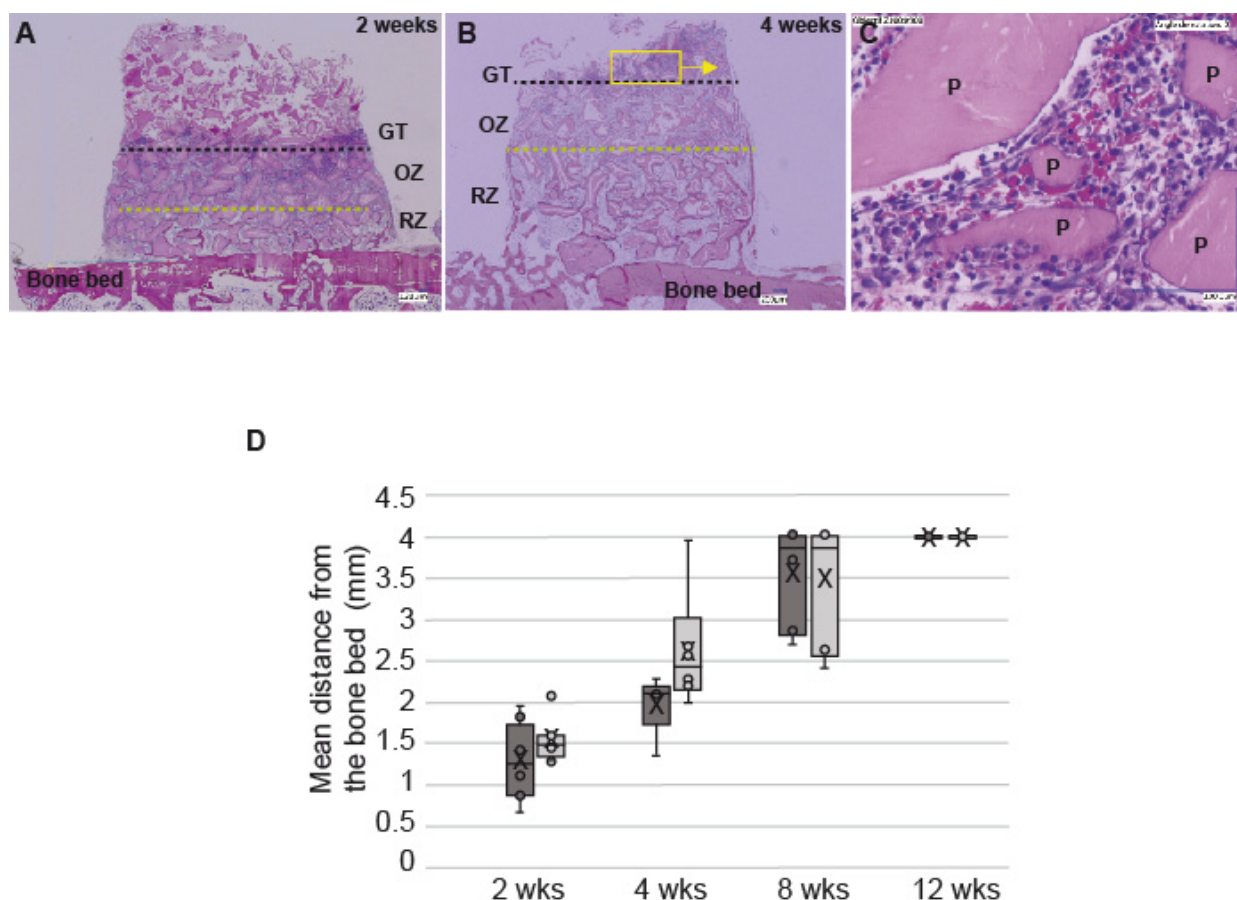 A
2 weeks
GT
OZ
RZ
Bone bed
B
4 weeks
GT
OZ
RZ
Bone bed
C
P
P
P
P
P
D
Mean distance from
the bone bed (mm)
4.5
4
3.5
3
2.5
2
1.5
1
0.5
0
2 wks
4 wks
8 wks
12 wks